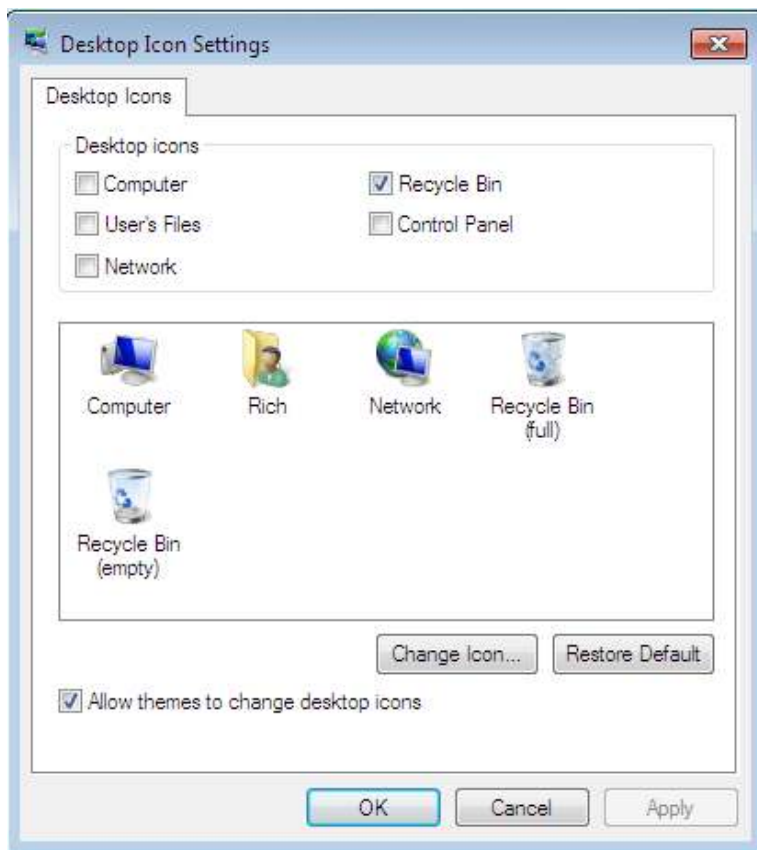 Desktop Icon Settings
Desktop Icons
Desktop icons
Computer
Recycle Bin
User's Files
Control Panel
Network
Computer
Rich
Network
Recycle Bin
(full)
Recycle Bin
(empty)
Change Icon...
Restore Default
Allow themes to change desktop icons
OK
Cancel
Apply